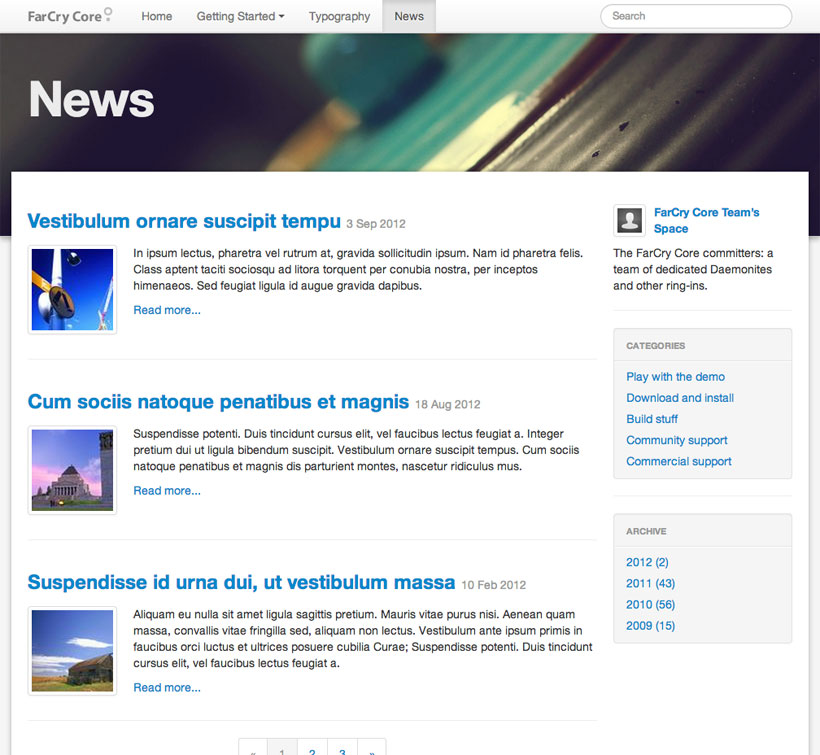 FarCry Core Home Getting Started Typography News Search
News
Vestibulum ornare suscipit tempu 3 Sep 2012
In ipsum lectus, pharetra vel rutrum at, gravida sollicitudin ipsum. Nam id pharetra felis.
Class aptent taciti sociosqu ad litora torquent per conubia nostra, per inceptos
himenaeos. Sed feugiat ligula id augue gravida dapibus.
Read more...
Cum sociis natoque penatibus et magnis 18 Aug 2012
Suspendisse potenti. Duis tincidunt cursus elit, vel faucibus lectus feugiat a. Integer
pretium dui ut ligula bibendum suscipit. Vestibulum ornare suscipit tempus. Cum sociis
natoque penatibus et magnis dis parturient montes, nascetur ridiculus mus.
Read more...
Suspendisse id urna dui, ut vestibulum massa 10 Feb 2012
Aliquam eu nulla sit amet ligula sagittis pretium. Mauris vitae purus nisi. Aenean quam
massa, convallis vitae fringilla sed, aliquam non lectus. Vestibulum ante ipsum primis in
faucibus orci luctus et ultrices posuere cubilia Curae; Suspendisse potenti. Duis tincidunt
cursus elit, vel faucibus lectus feugiat a.
Read more...
« 1 2 3 »
FarCry Core Team's
Space
The FarCry Core committers: a
team of dedicated Daemonites
and other ring-ins.
CATEGORIES
Play with the demo
Download and install
Build stuff
Community support
Commercial support
ARCHIVE
2012 (2)
2011 (43)
2010 (56)
2009 (15)